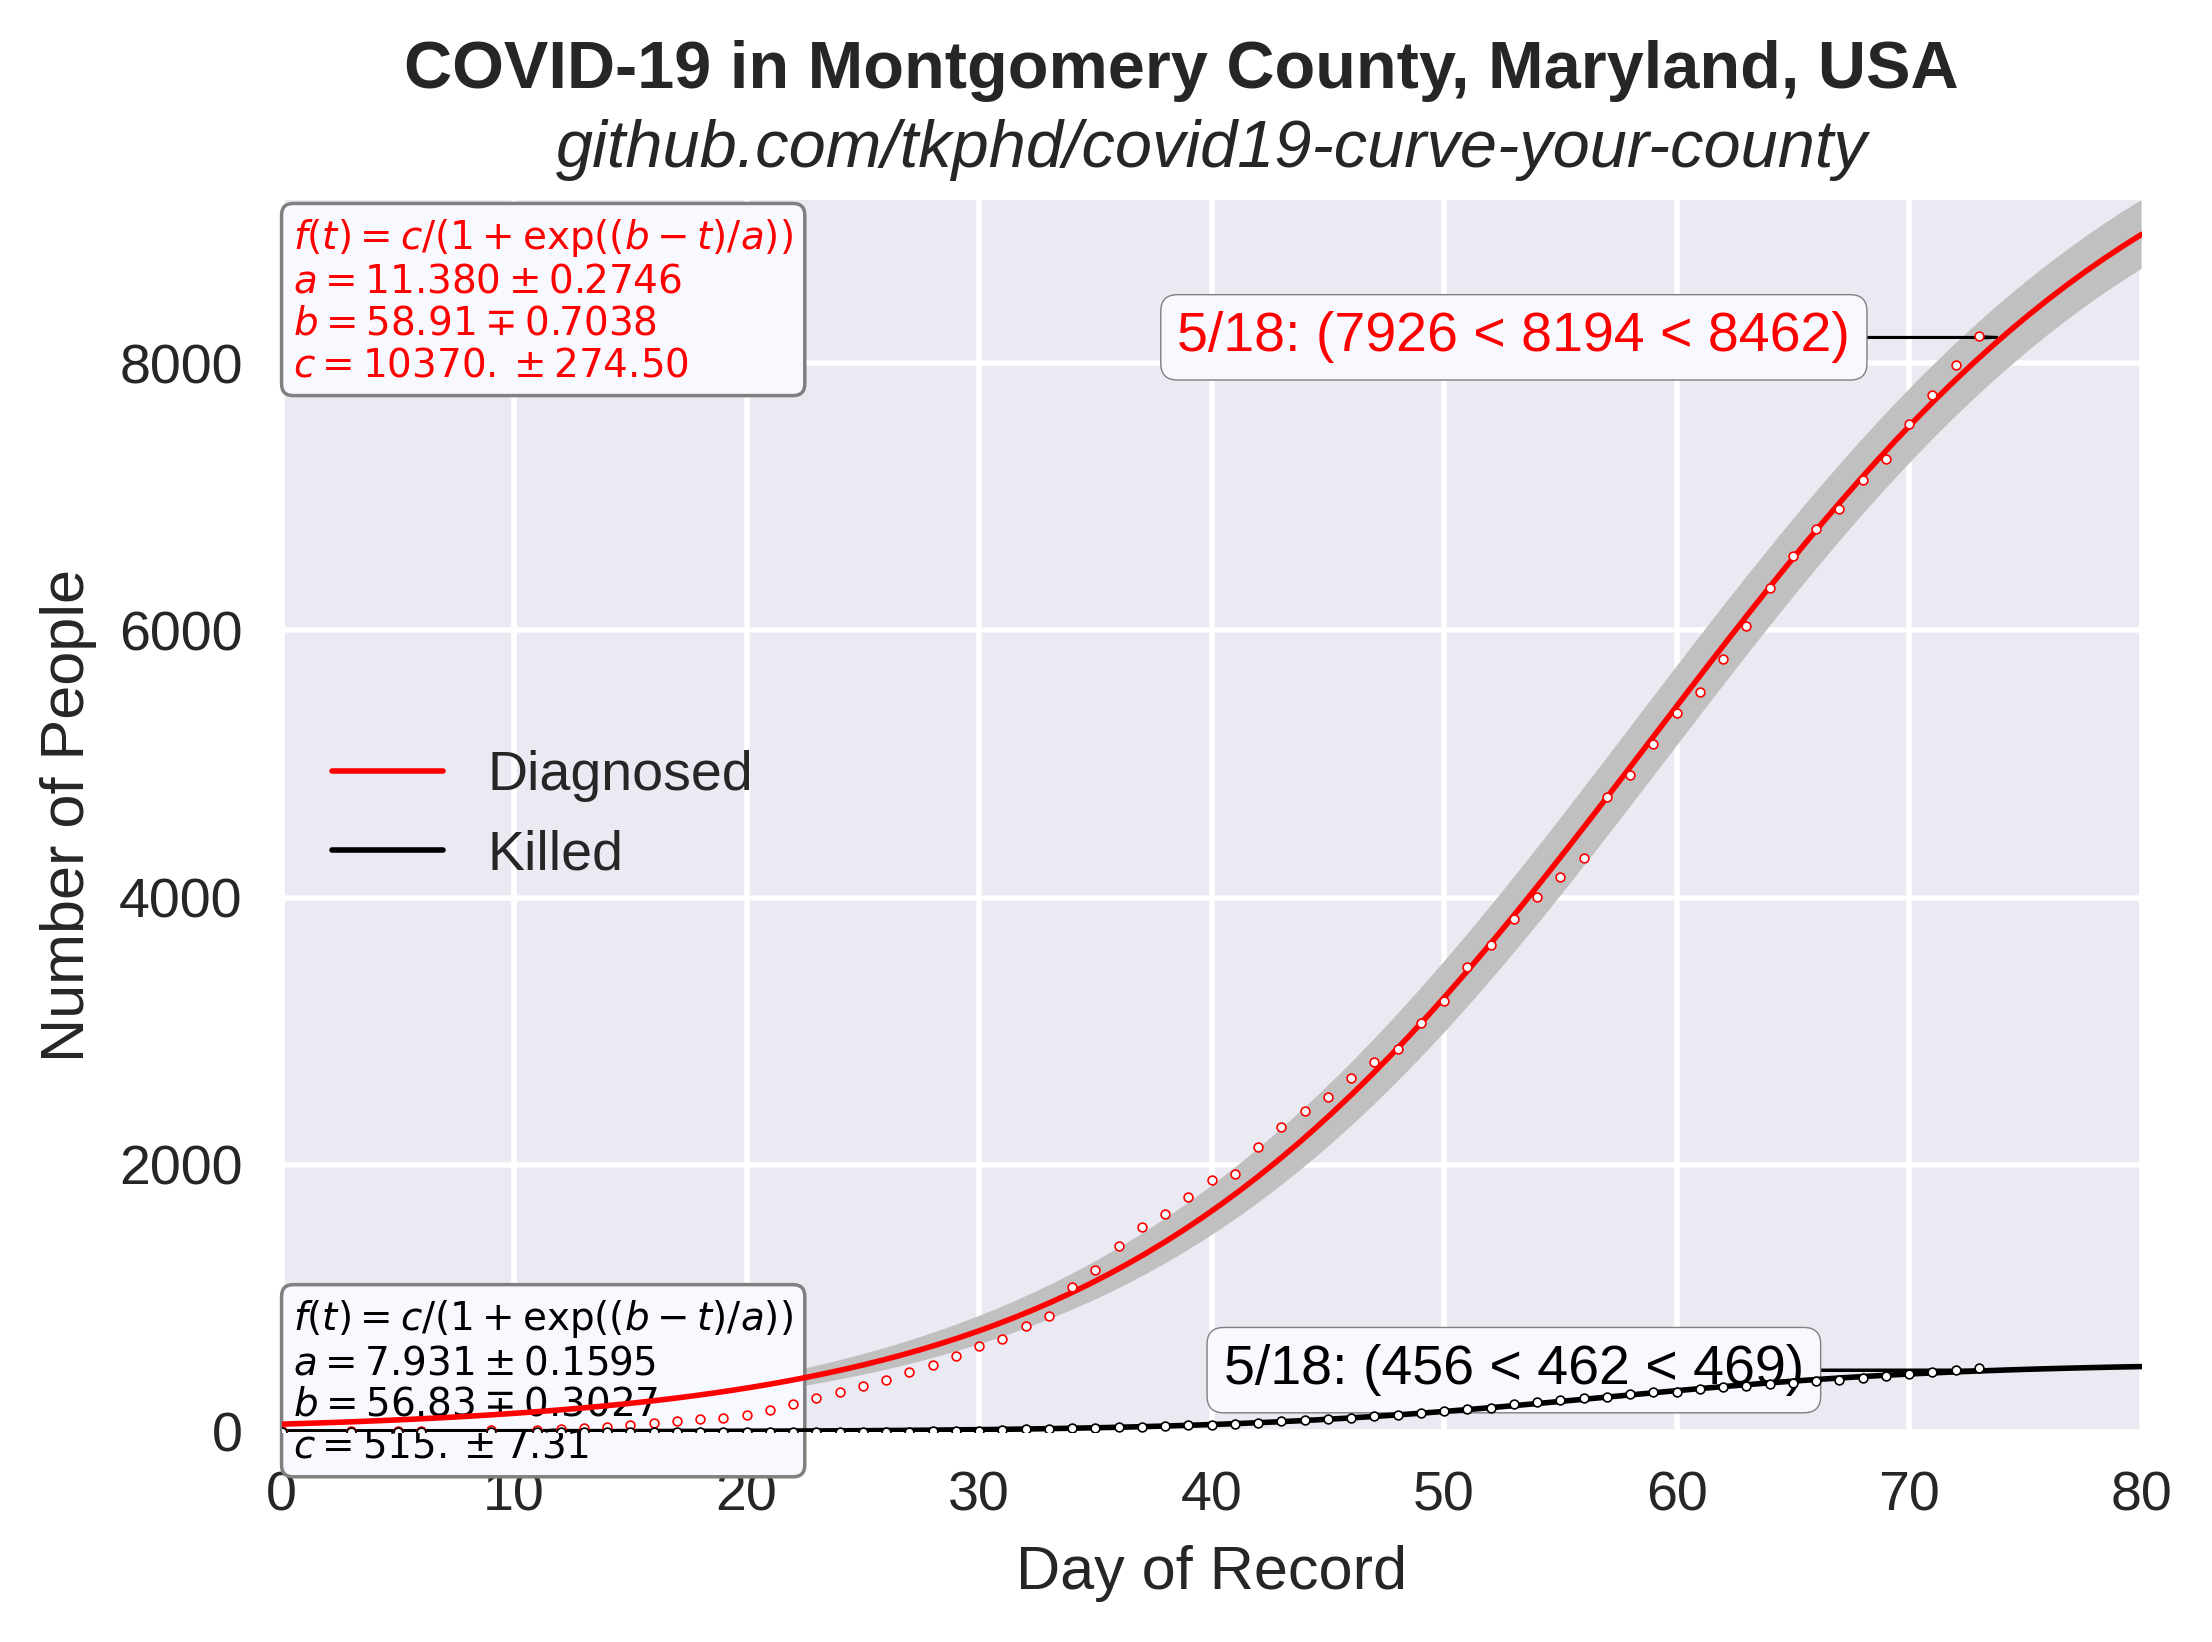 COVID-19 in Montgomery County, Maryland, USA
github.com/tkphd/covid19-curve-your-county
f(t) = c/(1 + exp((b − t)/a))
a = 11.380 ± 0.2746
b = 58.91 ∓ 0.7038
c = 10370. ± 274.50
5/18: (7926 < 8194 < 8462)
8000
6000
4000
2000
0
Number of People
Diagnosed
Killed
f(t) = c/(1 + exp((b − t)/a))
a = 7.931 ± 0.1595
b = 56.83 ∓ 0.3027
c = 515. ± 7.31
5/18: (456 < 462 < 469)
0 10 20 30 40 50 60 70 80
Day of Record